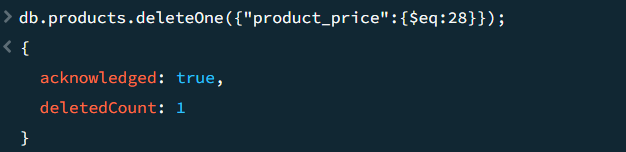 > db.products.deleteOne({"product_price":{$eq:28}});
< {
acknowledged: true,
deletedCount: 1
}